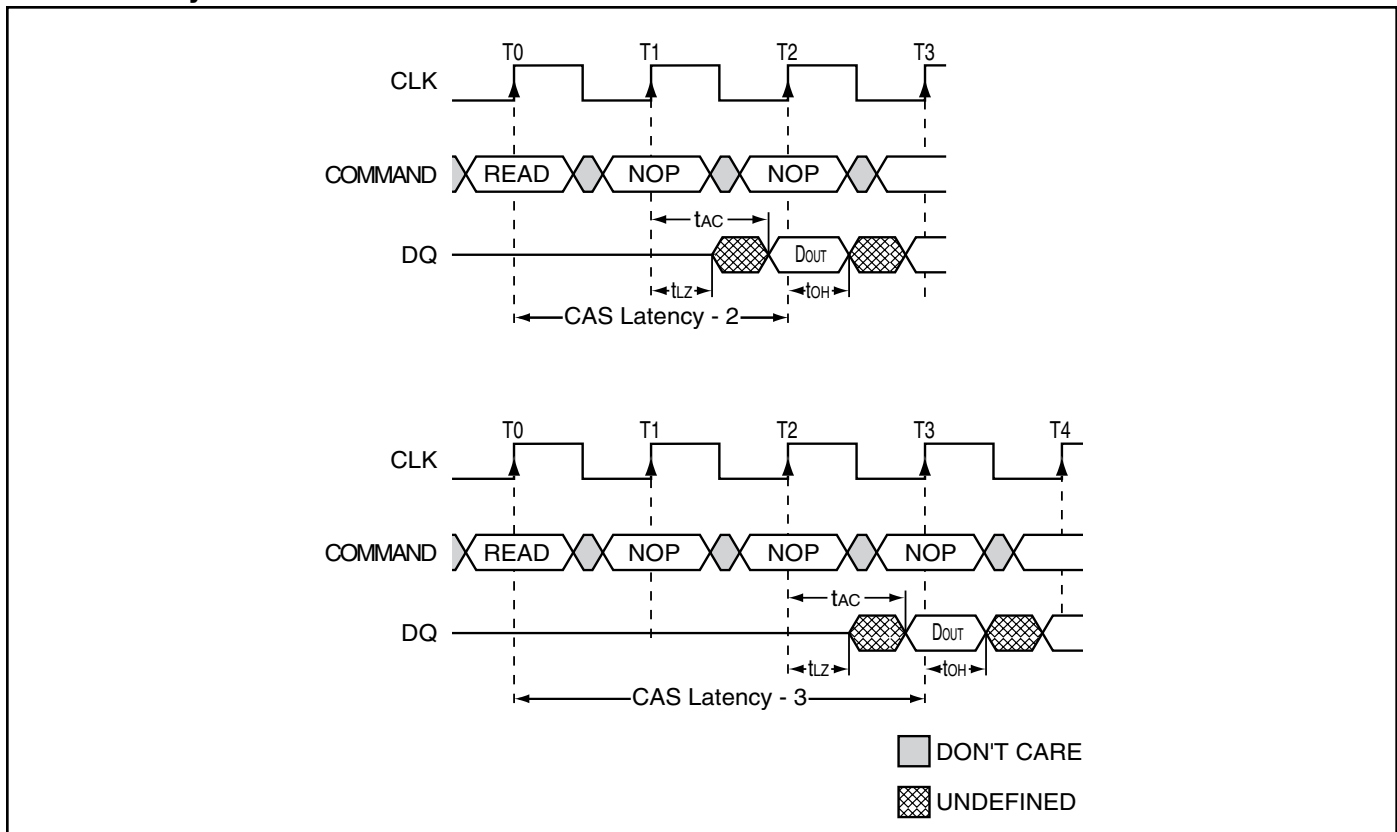 T0 T1 T2 T3
CLK
COMMAND READ NOP NOP
tAC
DQ DOUT
tLZ tOH
CAS Latency - 2
T0 T1 T2 T3 T4
CLK
COMMAND READ NOP NOP NOP
tAC
DQ DOUT
tLZ tOH
CAS Latency - 3
DON'T CARE
UNDEFINED